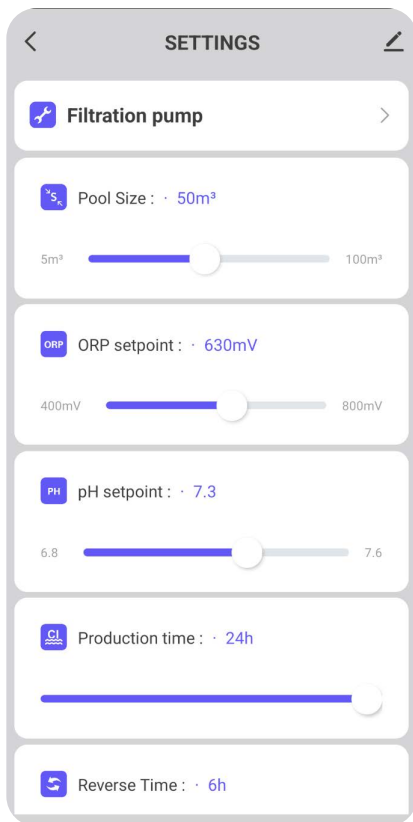 SETTINGS
Filtration pump
S Pool Size : · 50m³
5m³ 100m³
ORP ORP setpoint : · 630mV
400mV 800mV
PH pH setpoint : · 7.3
6.8 7.6
CL Production time : · 24h
Reverse Time : · 6h